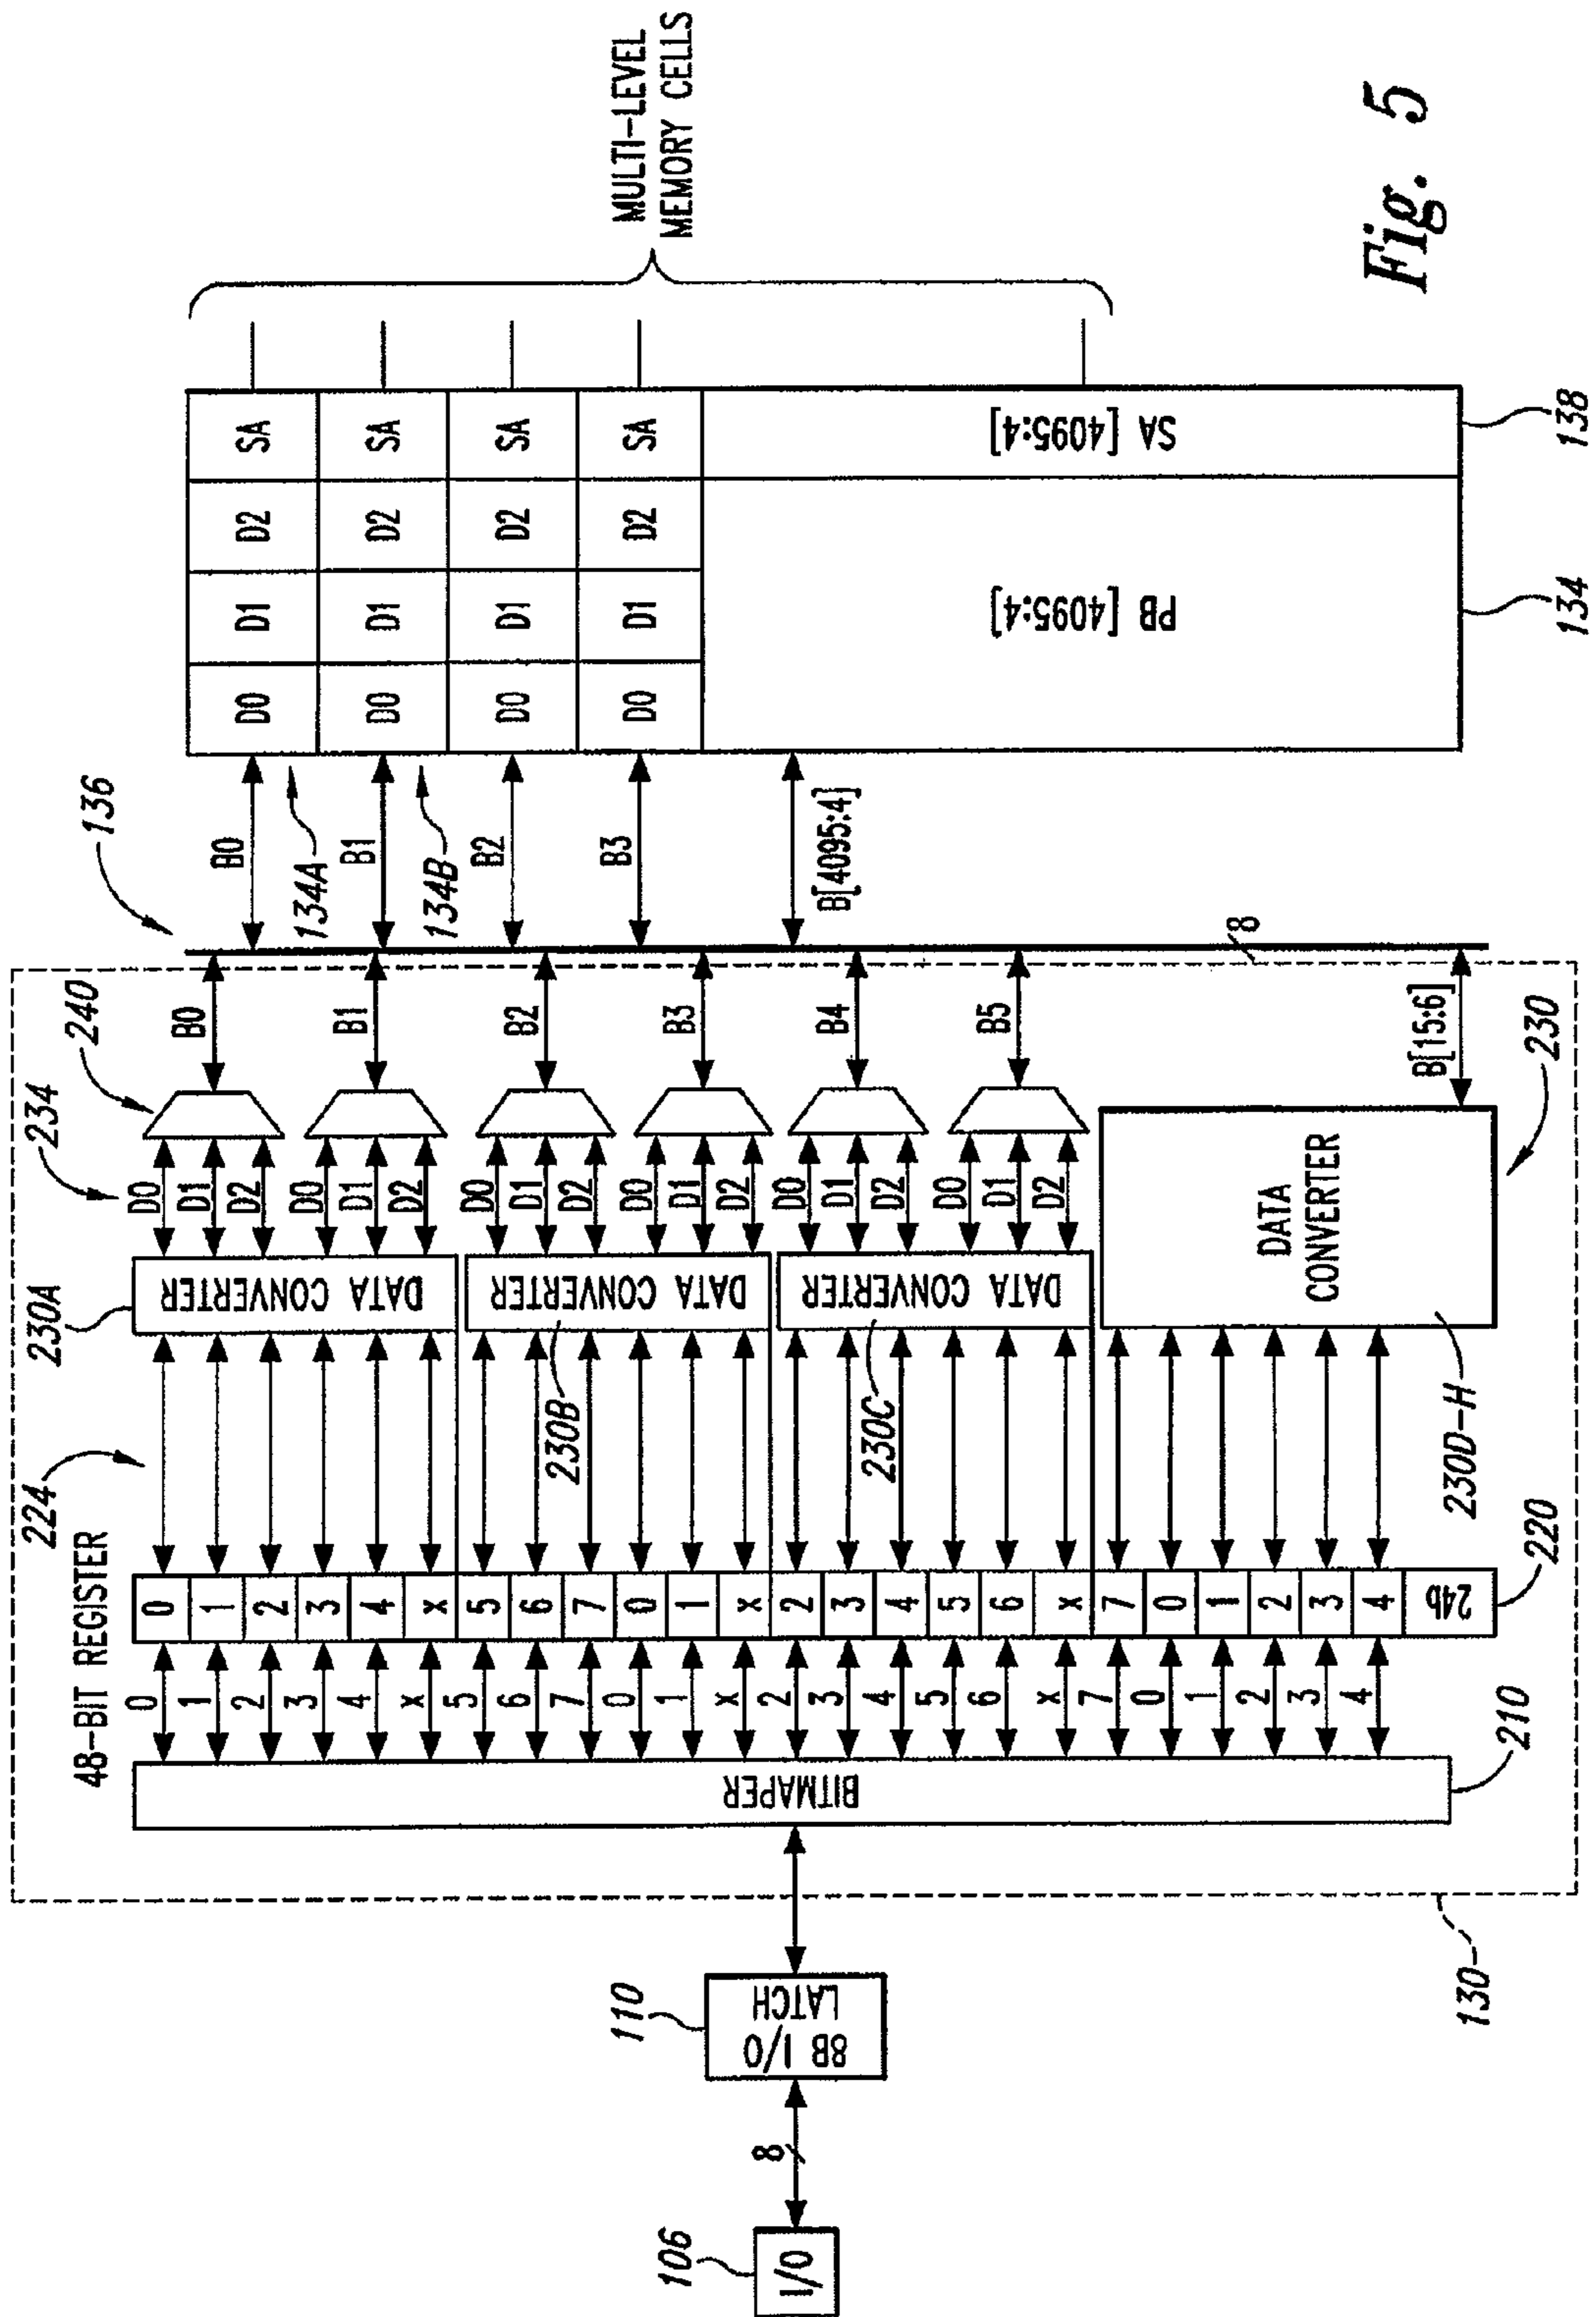 Fig. 5
48-BIT REGISTER
224
230A
234
240
136
MULTI-LEVEL
MEMORY CELLS
106
I/O
8
110
8B I/O
LATCH
130
BITMAPER
210
0
1
2
3
4
x
5
6
7
0
1
x
2
3
4
5
6
x
7
0
1
2
3
4
0
1
2
3
4
x
5
6
7
0
1
x
2
3
4
5
6
x
7
0
1
2
3
4
24b
220
DATA CONVERTER
DATA CONVERTER
230B
DATA CONVERTER
230C
DATA
CONVERTER
230D-H
230
D0
D1
D2
D0
D1
D2
D0
D1
D2
D0
D1
D2
D0
D1
D2
D0
D1
D2
B0
B1
B2
B3
B4
B5
B[15:6]
8
B0
134A
B1
134B
B2
B3
B[4095:4]
D0 D1 D2 SA
D0 D1 D2 SA
D0 D1 D2 SA
D0 D1 D2 SA
PB [4095:4]
SA [4095:4]
134
138